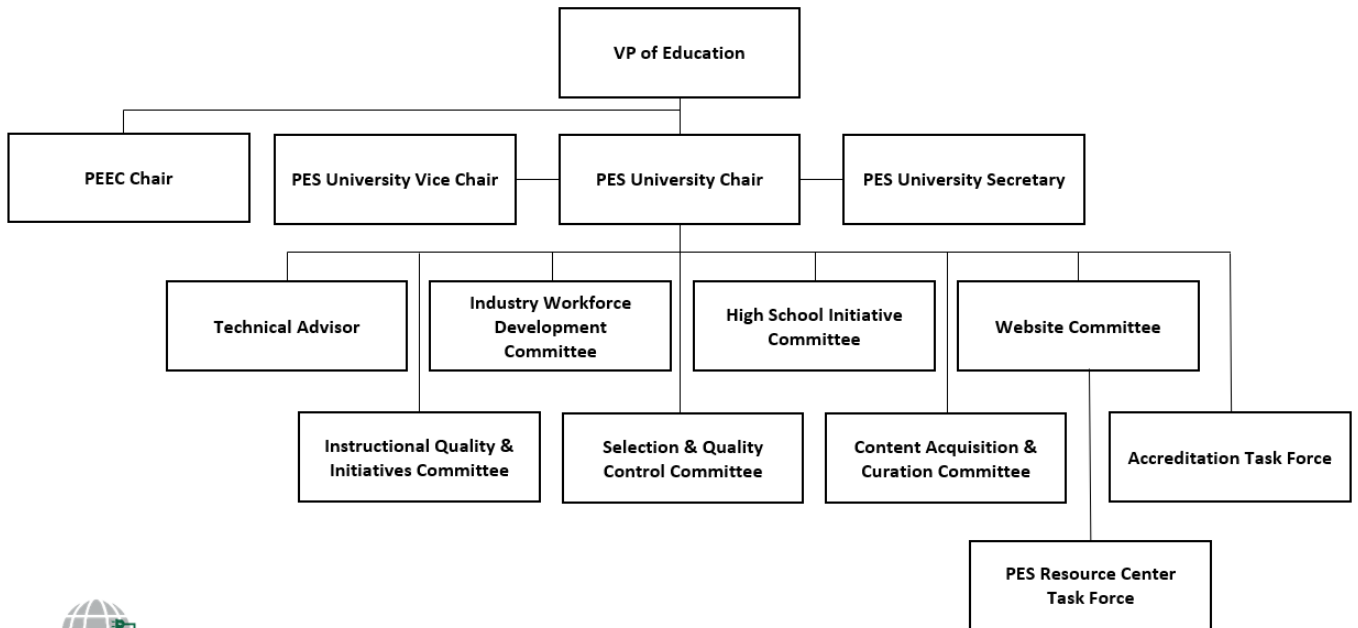 VP of Education
PEEC Chair
PES University Vice Chair
PES University Chair
PES University Secretary
Technical Advisor
Industry Workforce
Development
Committee
High School Initiative
Committee
Website Committee
Instructional Quality &
Initiatives Committee
Selection & Quality
Control Committee
Content Acquisition &
Curation Committee
Accreditation Task Force
PES Resource Center
Task Force